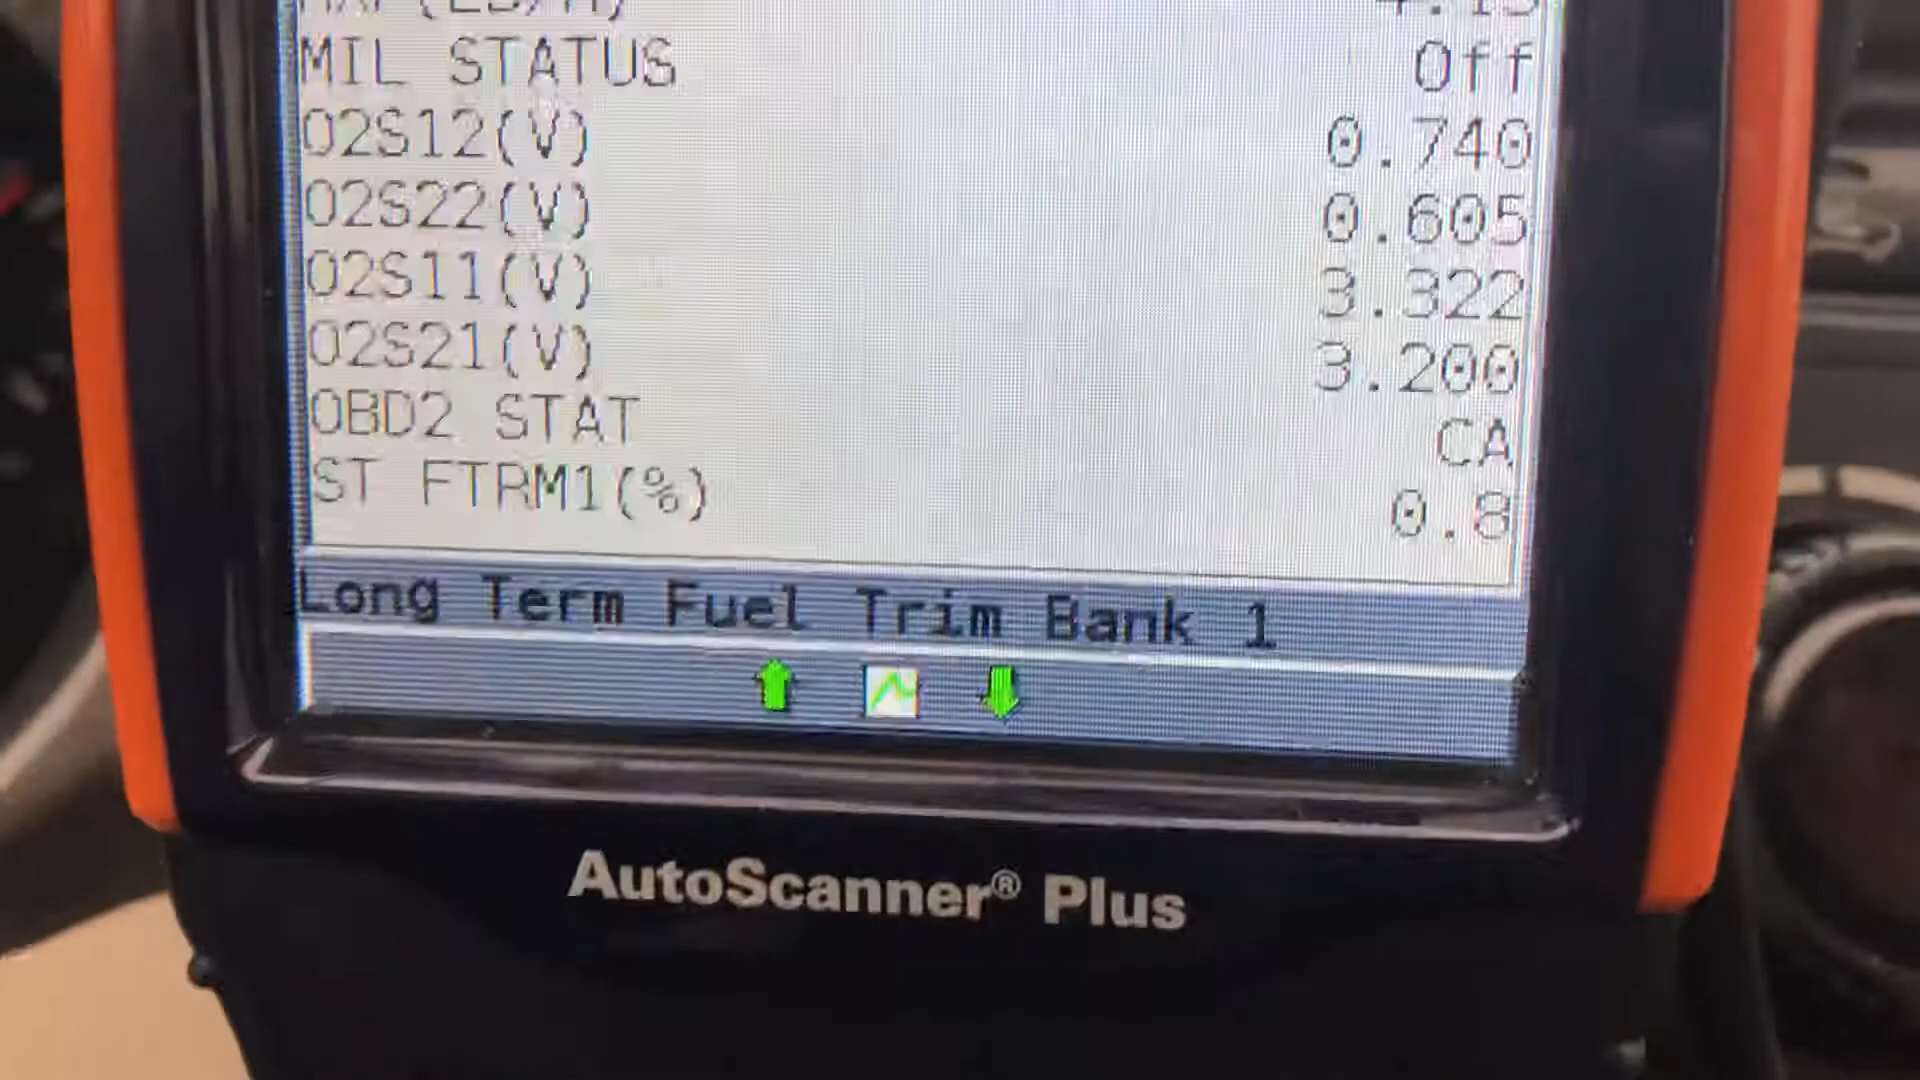 MIL STATUS Off
O2S12(V) 0.740
O2S22(V) 0.605
O2S11(V) 3.322
O2S21(V) 3.200
OBD2 STAT CA
ST FTRM1(%) 0.8
Long Term Fuel Trim Bank 1
AutoScanner® Plus